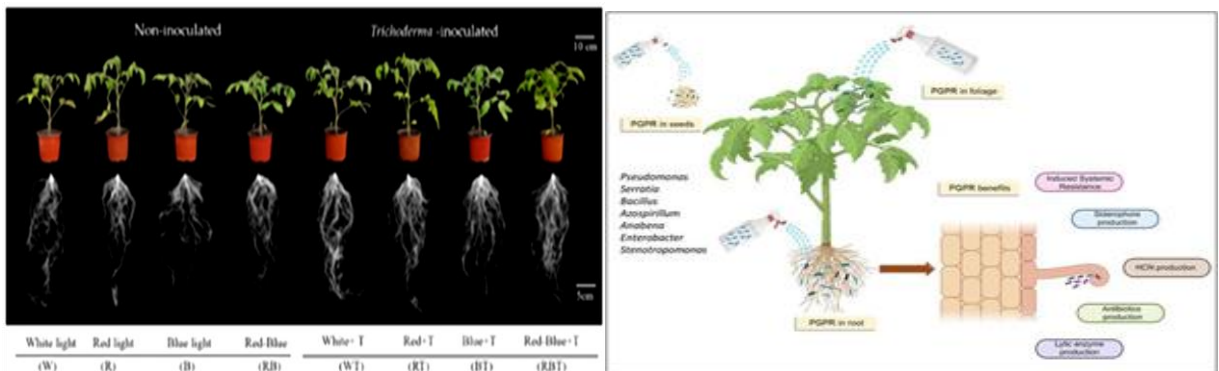 Non-inoculated
Trichoderma -inoculated
10 cm
5cm
White light
Red light
Blue light
Red-Blue
White+ T
Red+T
Blue+T
Red-Blue+T
(W)
(R)
(B)
(RB)
(WT)
(RT)
(BT)
(RBT)
PGPR in seeds
PGPR in foliage
Pseudomonas
Serratia
Bacillus
Azospirillum
Anabena
Enterobacter
Stenotropomonas
PGPR in root
PGPR benefits
Induced Systemic
Resistance
Siderophore
production
HCN production
Antibiotics
production
Lytic enzyme
production